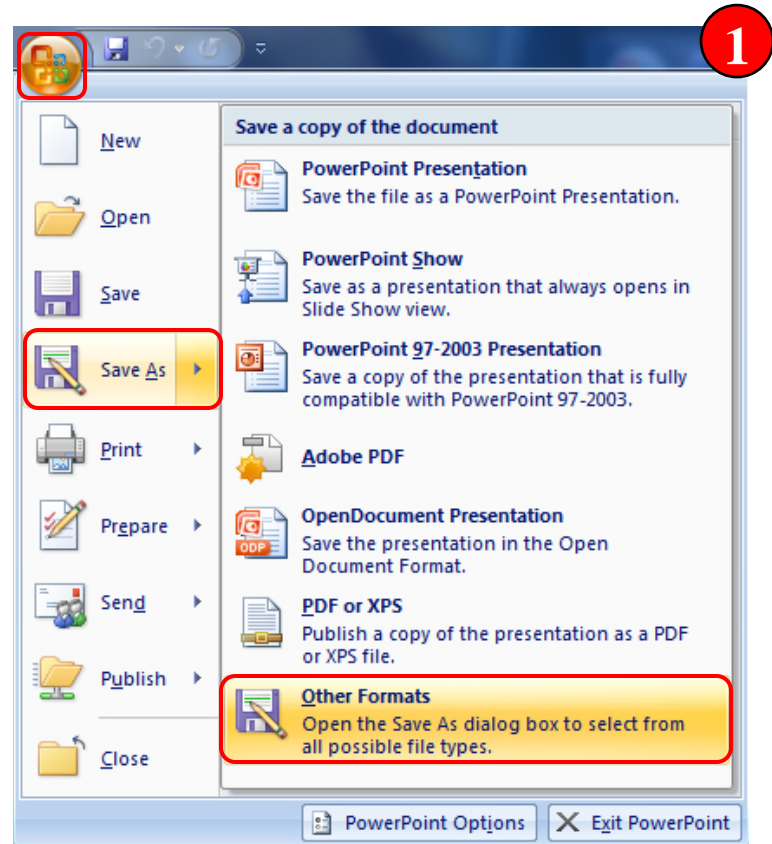 1
New
Open
Save
Save As
Print
Prepare
Send
Publish
Close
Save a copy of the document
PowerPoint Presentation
Save the file as a PowerPoint Presentation.
PowerPoint Show
Save as a presentation that always opens in
Slide Show view.
PowerPoint 97-2003 Presentation
Save a copy of the presentation that is fully
compatible with PowerPoint 97-2003.
Adobe PDF
ODP
OpenDocument Presentation
Save the presentation in the Open
Document Format.
PDF or XPS
Publish a copy of the presentation as a PDF
or XPS file.
Other Formats
Open the Save As dialog box to select from
all possible file types.
PowerPoint Options
Exit PowerPoint